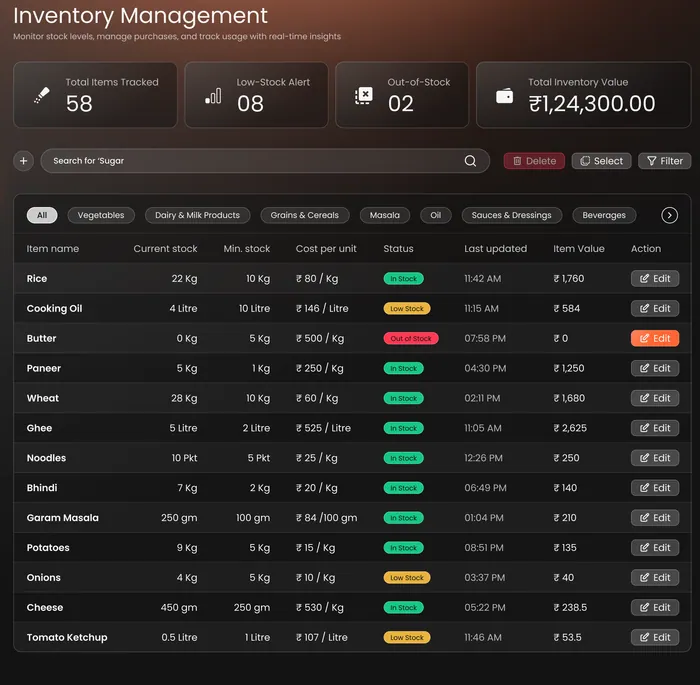 Inventory Management
Monitor stock levels, manage purchases, and track usage with real-time insights
Total Items Tracked Low-Stock Alert Out-of-Stock Total Inventory Value
58 08 02 ₹1,24,300.00
Search for 'Sugar Delete Select Filter
All Vegetables Dairy & Milk Products Grains & Cereals Masala Oil Sauces & Dressings Beverages
Item name Current stock Min. stock Cost per unit Status Last updated Item Value Action
Rice 22 Kg 10 Kg ₹ 80 / Kg In Stock 11:42 AM ₹ 1,760 Edit
Cooking Oil 4 Litre 10 Litre ₹ 146 / Litre Low Stock 11:15 AM ₹ 584 Edit
Butter 0 Kg 5 Kg ₹ 500 / Kg Out of Stock 07:58 PM ₹ 0 Edit
Paneer 5 Kg 1 Kg ₹ 250 / Kg In Stock 04:30 PM ₹ 1,250 Edit
Wheat 28 Kg 10 Kg ₹ 60 / Kg In Stock 02:11 PM ₹ 1,680 Edit
Ghee 5 Litre 2 Litre ₹ 525 / Litre In Stock 11:05 AM ₹ 2,625 Edit
Noodles 10 Pkt 5 Pkt ₹ 25 / Kg In Stock 12:26 PM ₹ 250 Edit
Bhindi 7 Kg 2 Kg ₹ 20 / Kg In Stock 06:49 PM ₹ 140 Edit
Garam Masala 250 gm 100 gm ₹ 84 /100 gm In Stock 01:04 PM ₹ 210 Edit
Potatoes 9 Kg 5 Kg ₹ 15 / Kg In Stock 08:51 PM ₹ 135 Edit
Onions 4 Kg 5 Kg ₹ 10 / Kg Low Stock 03:37 PM ₹ 40 Edit
Cheese 450 gm 250 gm ₹ 530 / Kg In Stock 05:22 PM ₹ 238.5 Edit
Tomato Ketchup 0.5 Litre 1 Litre ₹ 107 / Litre Low Stock 11:46 AM ₹ 53.5 Edit